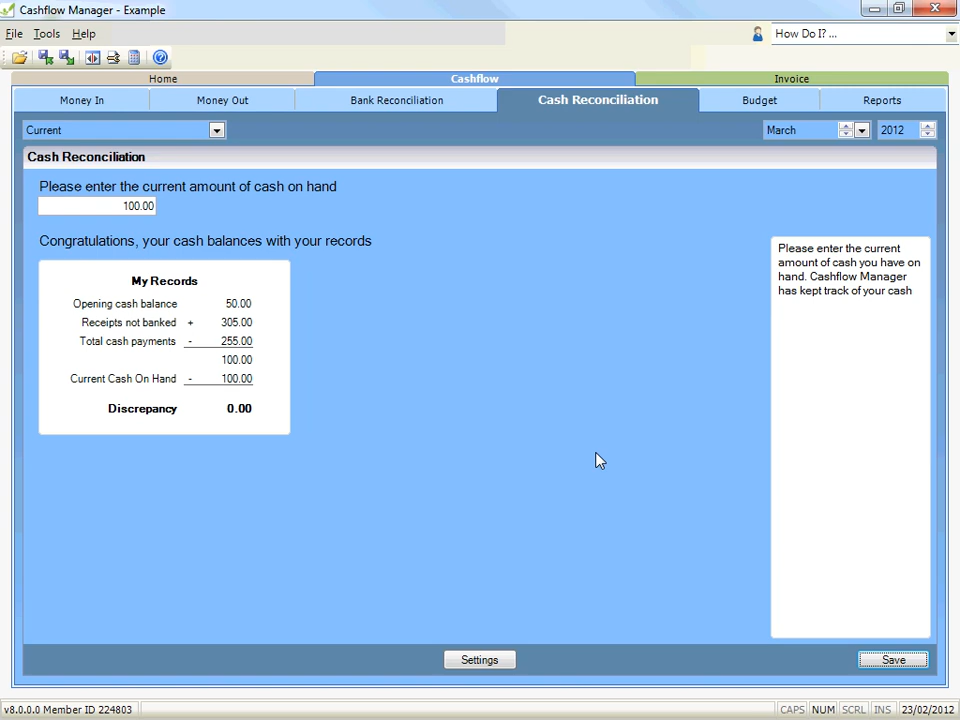 Cashflow Manager - Example
File Tools Help
How Do I? ...
Home Cashflow Invoice
Money In Money Out Bank Reconciliation Cash Reconciliation Budget Reports
Current March 2012
Cash Reconciliation
Please enter the current amount of cash on hand
100.00
Congratulations, your cash balances with your records
My Records
Opening cash balance 50.00
Receipts not banked + 305.00
Total cash payments - 255.00
100.00
Current Cash On Hand - 100.00
Discrepancy 0.00
Please enter the current
amount of cash you have on
hand. Cashflow Manager
has kept track of your cash
Settings Save
v8.0.0.0 Member ID 224803 CAPS NUM SCRL INS 23/02/2012